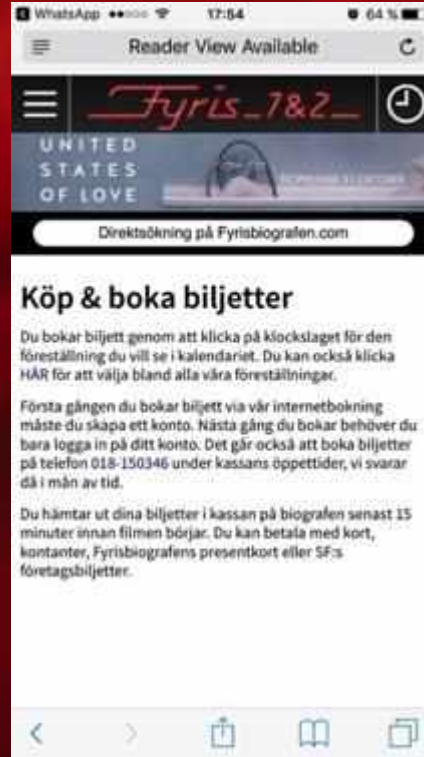 WhatsApp 17:54 64 %
Reader View Available
Fyris 1&2
UNITED
STATES
OF LOVE
Direktsökning på Fyrisbiografen.com
Köp & boka biljetter
Du bokar biljett genom att klicka på klockslaget för den
föreställning du vill se i kalendariet. Du kan också klicka
HÄR för att välja bland alla våra föreställningar.
Första gången du bokar biljett via vår internetbokning
måste du skapa ett konto. Nästa gång du bokar behöver du
bara logga in på ditt konto. Det går också att boka biljetter
på telefon 018-150346 under kassans öppettider, vi svarar
då i mån av tid.
Du hämtar ut dina biljetter i kassan på biografen senast 15
minuter innan filmen börjar. Du kan betala med kort,
kontanter, Fyrisbiografens presentkort eller SF:s
företagsbiljetter.